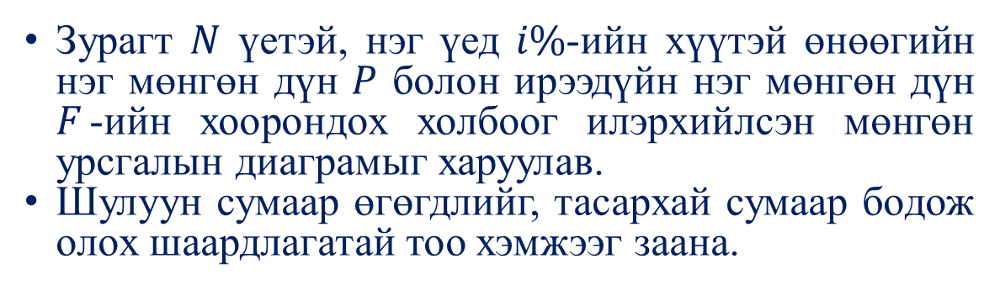 • Зурагт N үетэй, нэг үед i%-ийн хүүтэй өнөөгийн
нэг мөнгөн дүн P болон ирээдүйн нэг мөнгөн дүн
F -ийн хоорондох холбоог илэрхийлсэн мөнгөн
урсгалын диаграмыг харуулав.
• Шулуун сумаар өгөгдлийг, тасархай сумаар бодож
олох шаардлагатай тоо хэмжээг заана.